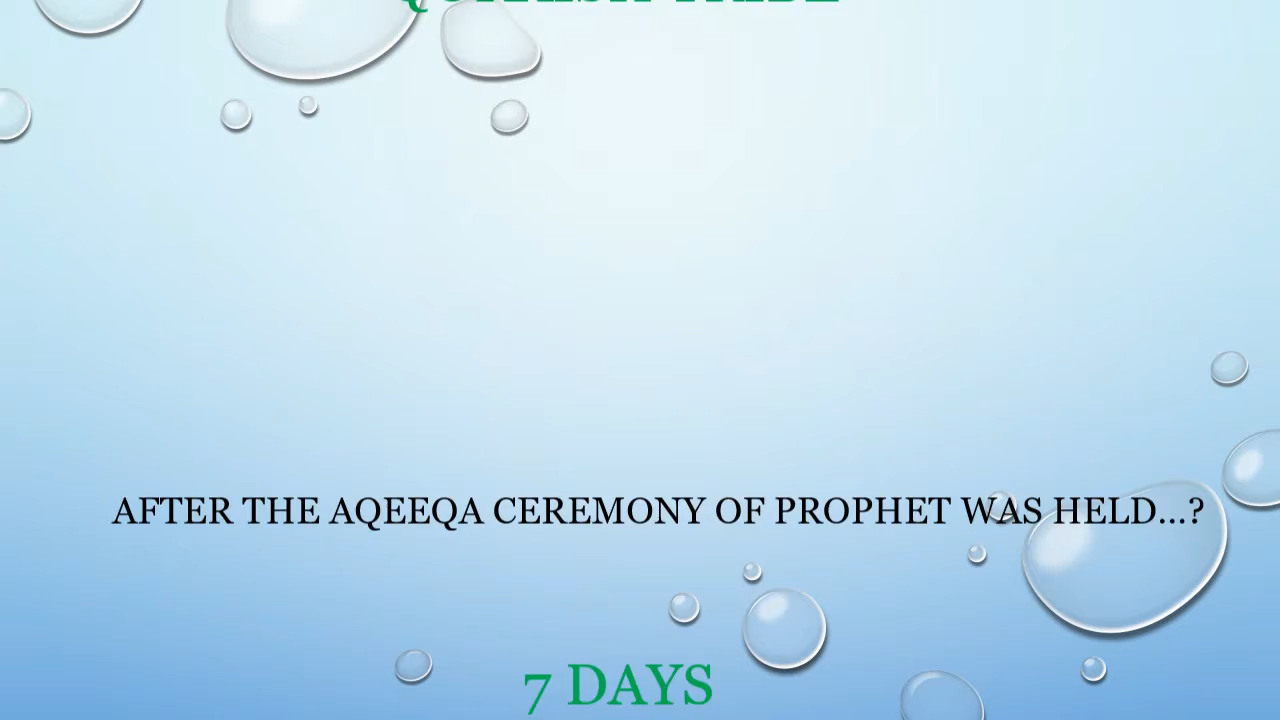 AFTER THE AQEEQA CEREMONY OF PROPHET WAS HELD...?
7 DAYS